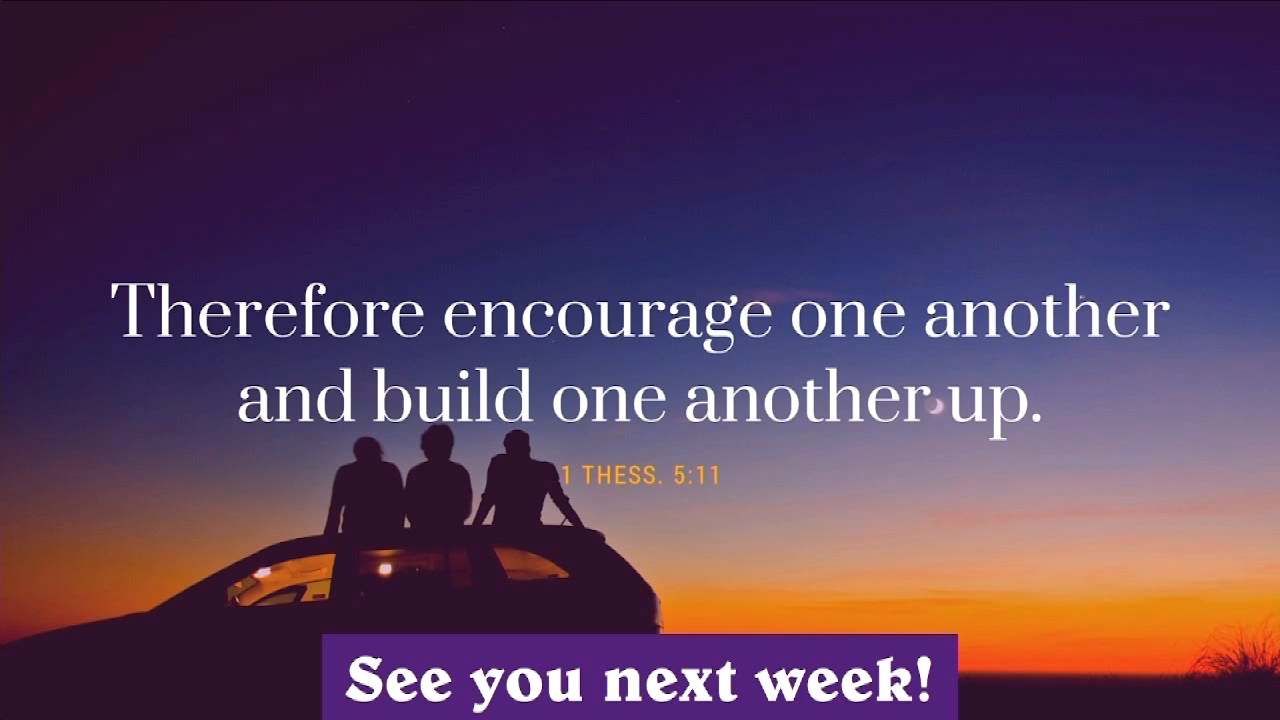 Therefore encourage one another
and build one another up.
1 THESS. 5:11
See you next week!